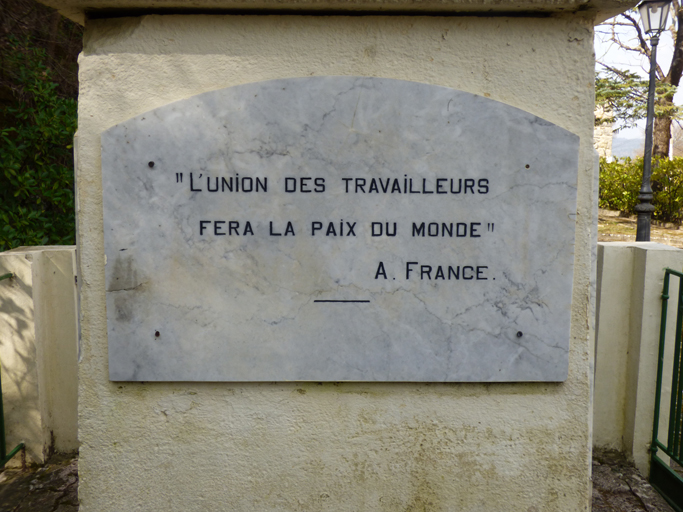 "L'UNION DES TRAVAILLEURS
FERA LA PAIX DU MONDE"
A. FRANCE.